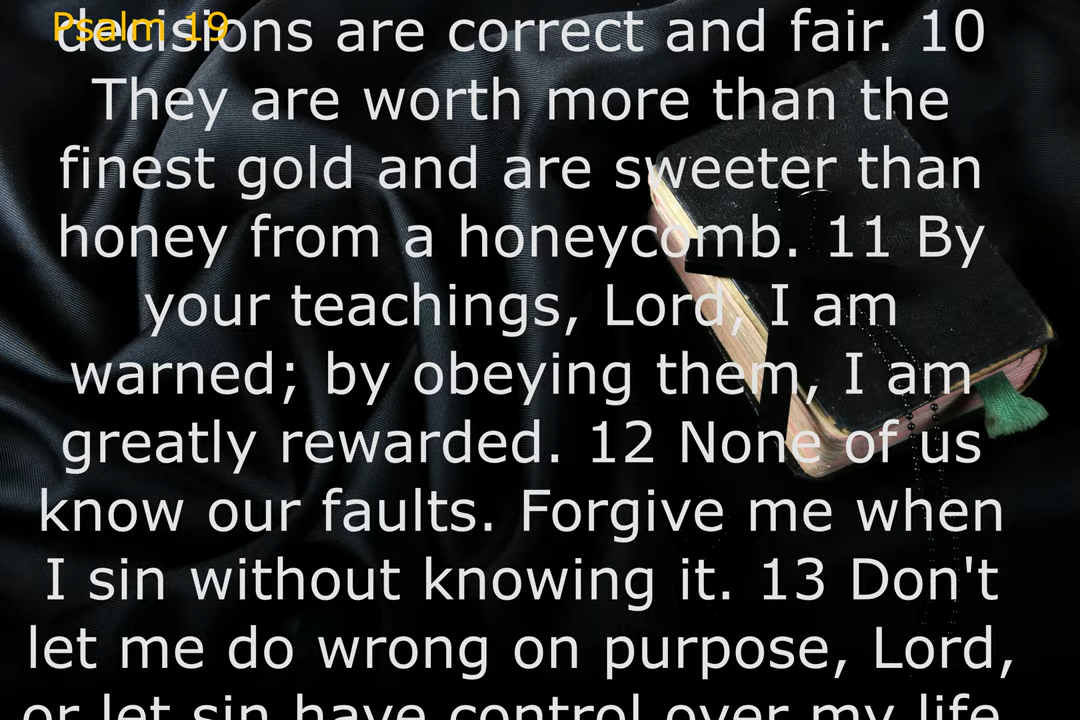 Psalm 19
decisions are correct and fair. 10
They are worth more than the
finest gold and are sweeter than
honey from a honeycomb. 11 By
your teachings, Lord, I am
warned; by obeying them, I am
greatly rewarded. 12 None of us
know our faults. Forgive me when
I sin without knowing it. 13 Don't
let me do wrong on purpose, Lord,
or let sin have control over my life